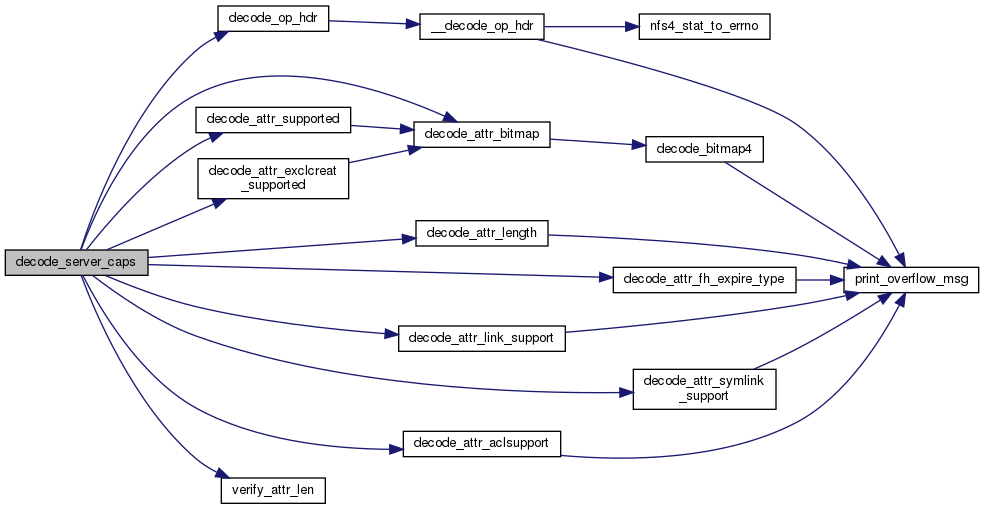 decode_op_hdr
__decode_op_hdr
nfs4_stat_to_errno
decode_attr_supported
decode_attr_bitmap
decode_bitmap4
decode_attr_exclcreat
_supported
decode_attr_length
decode_server_caps
decode_attr_fh_expire_type
print_overflow_msg
decode_attr_link_support
decode_attr_symlink
_support
decode_attr_aclsupport
verify_attr_len